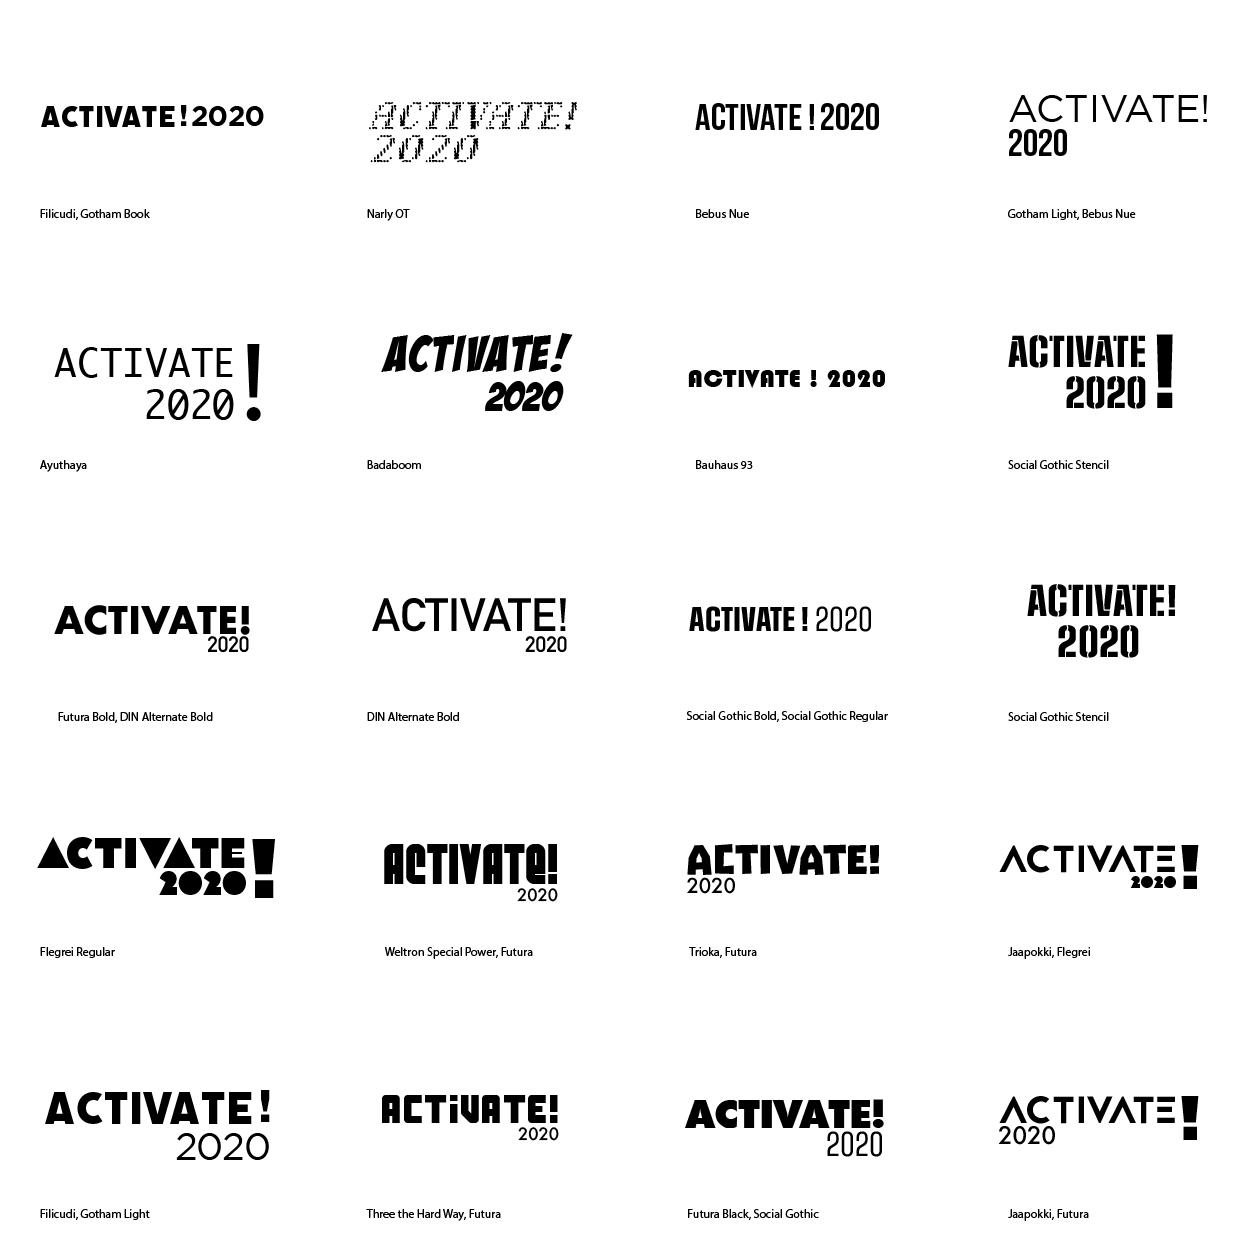 ACTIVATE!2020
Filicudi, Gotham Book
ACTIVATE!
2020
Narly OT
ACTIVATE !2020
Bebus Nue
ACTIVATE!
2020
Gotham Light, Bebus Nue
ACTIVATE!
2020
Ayuthaya
ACTIVATE!
2020
Badaboom
ACTIVATE ! 2020
Bauhaus 93
ACTIVATE!
2020
Social Gothic Stencil
ACTIVATE!
2020
Futura Bold, DIN Alternate Bold
ACTIVATE!
2020
DIN Alternate Bold
ACTIVATE ! 2020
Social Gothic Bold, Social Gothic Regular
ACTIVATE!
2020
Social Gothic Stencil
ACTIVATE!
2020
Flegrei Regular
ACTIVATe!
2020
Weltron Special Power, Futura
ACTIVATE!
2020
Trioka, Futura
ACTIVATE!
2020
Jaapokki, Flegrei
ACTIVATE!
2020
Filicudi, Gotham Light
ACTiVATE!
2020
Three the Hard Way, Futura
ACTIVATE!
2020
Futura Black, Social Gothic
ACTIVATE!
2020
Jaapokki, Futura